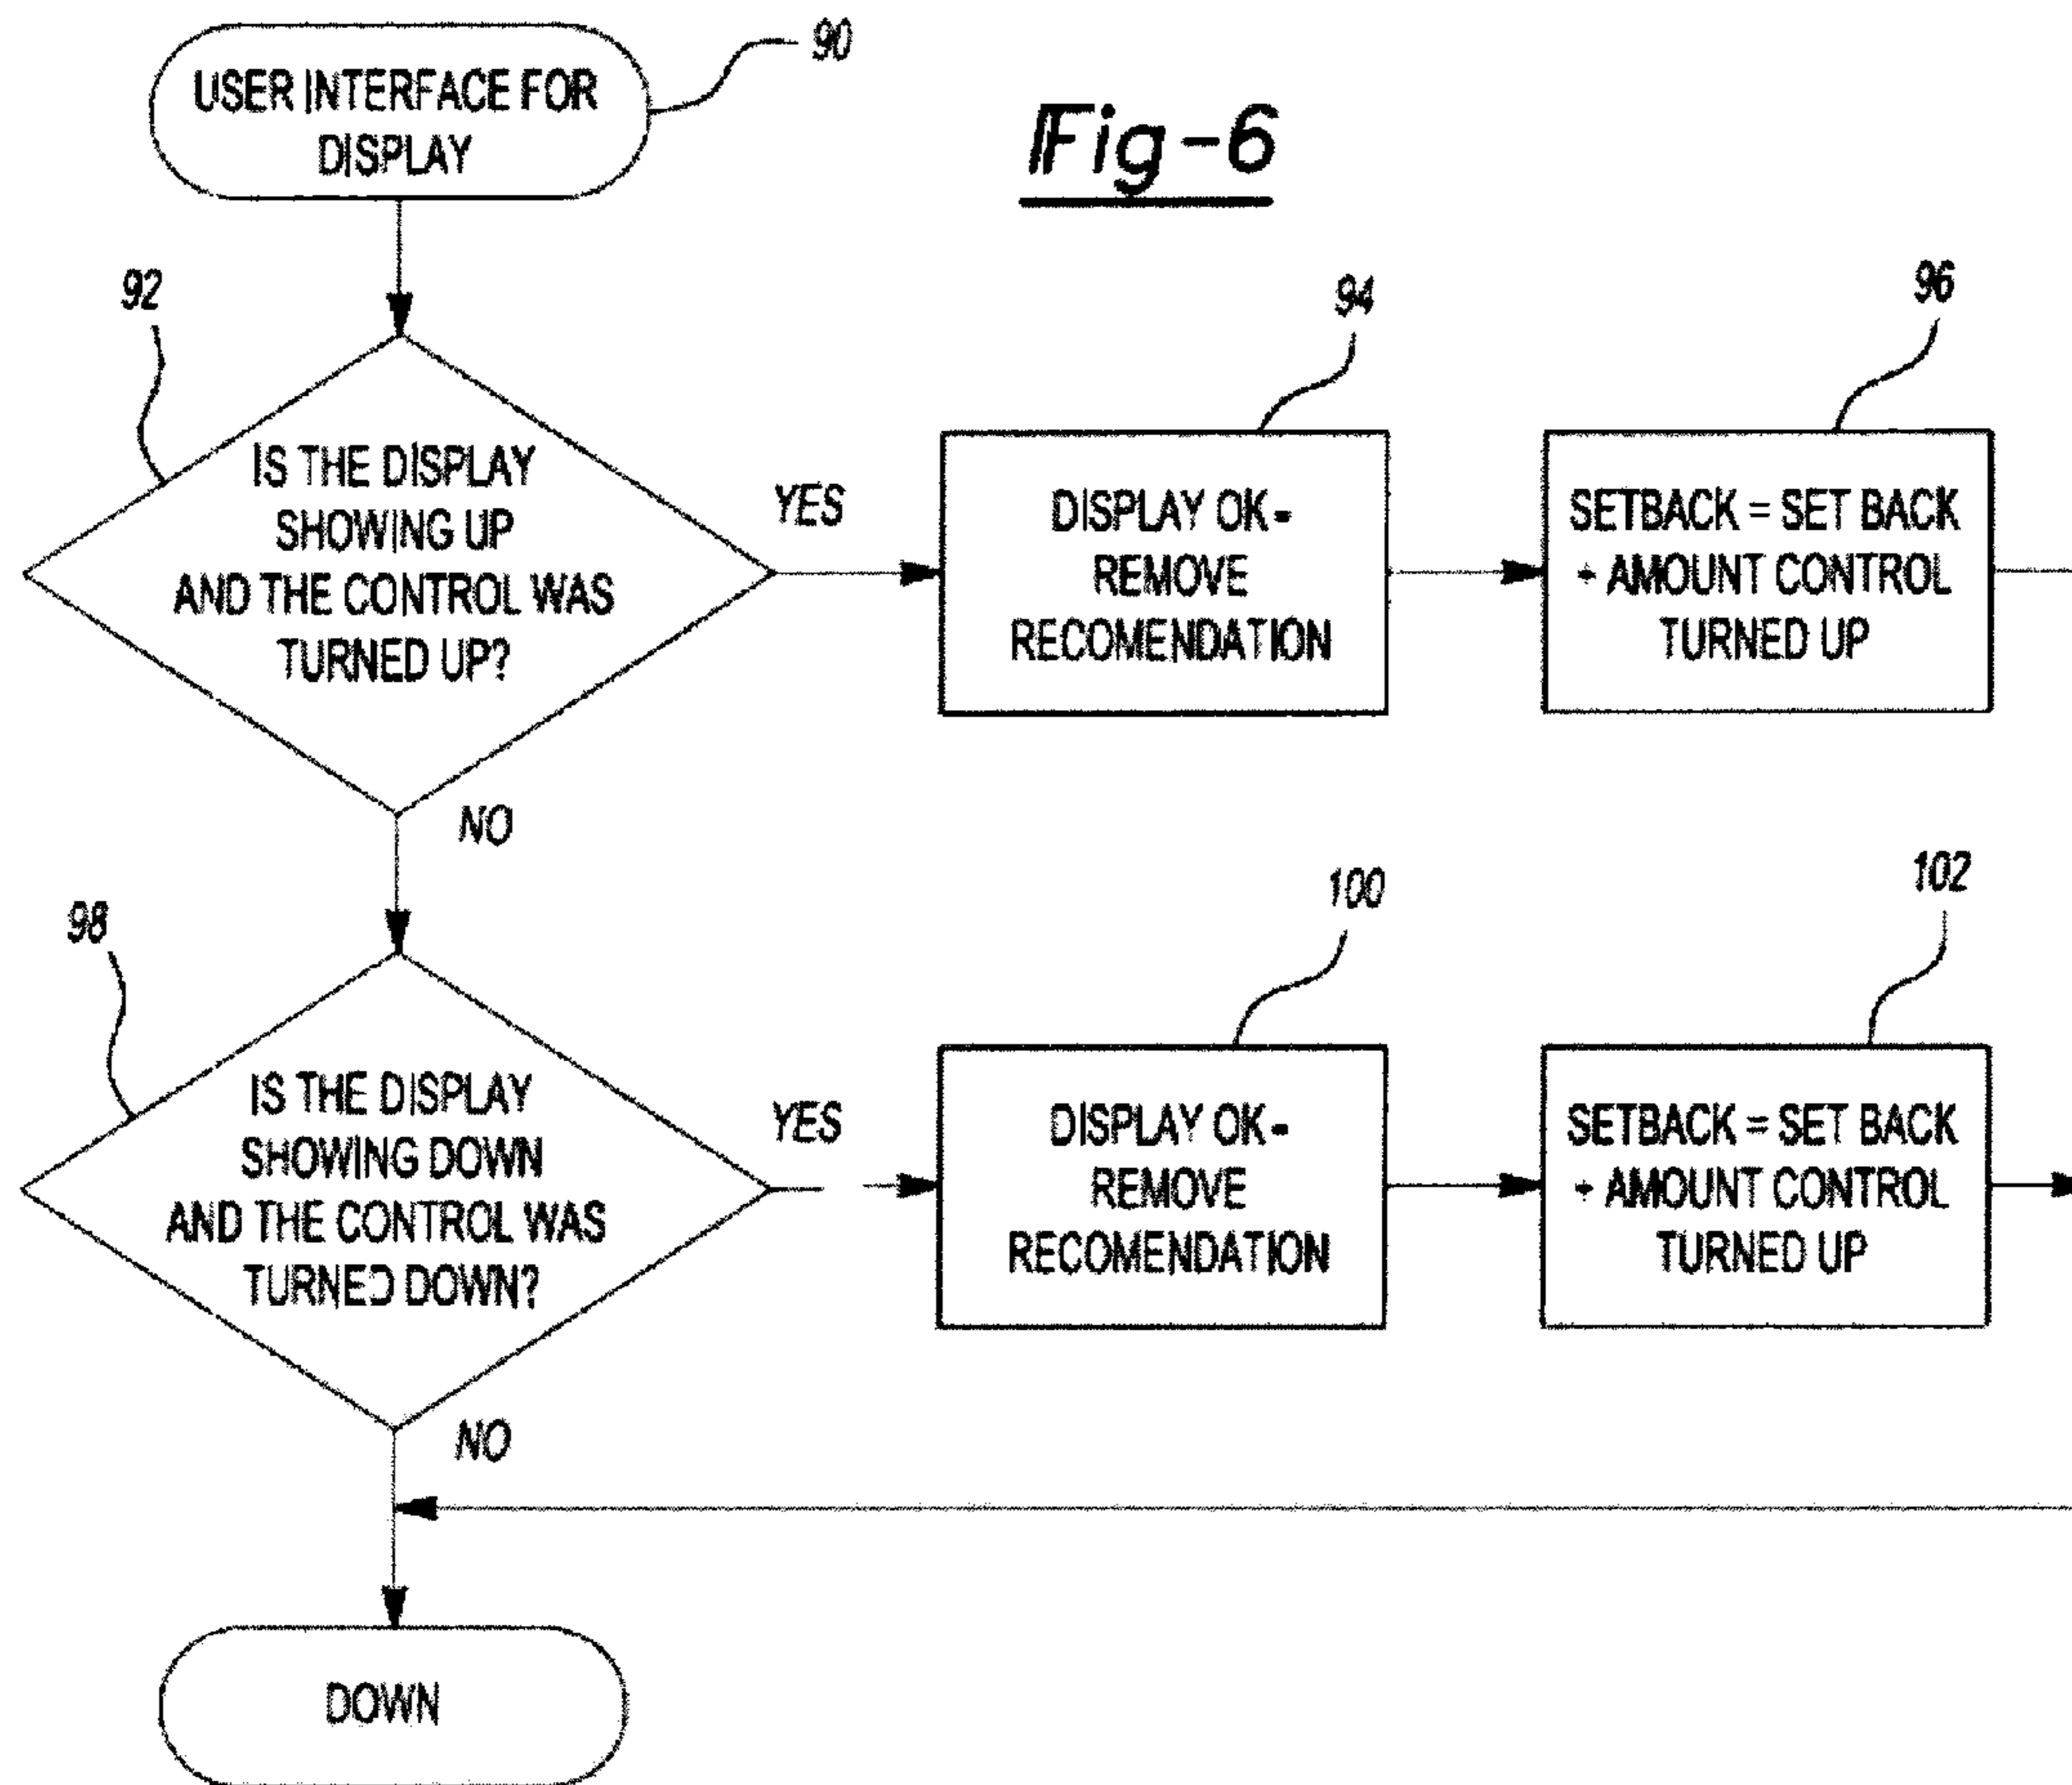 USER INTERFACE FOR
DISPLAY
90
Fig-6
92
94
96
IS THE DISPLAY
SHOWING UP
AND THE CONTROL WAS
TURNED UP?
YES
DISPLAY OK-
REMOVE
RECOMENDATION
SETBACK = SET BACK
+ AMOUNT CONTROL
TURNED UP
NO
98
100
102
IS THE DISPLAY
SHOWING DOWN
AND THE CONTROL WAS
TURNED DOWN?
YES
DISPLAY OK-
REMOVE
RECOMENDATION
SETBACK = SET BACK
+ AMOUNT CONTROL
TURNED UP
NO
DOWN